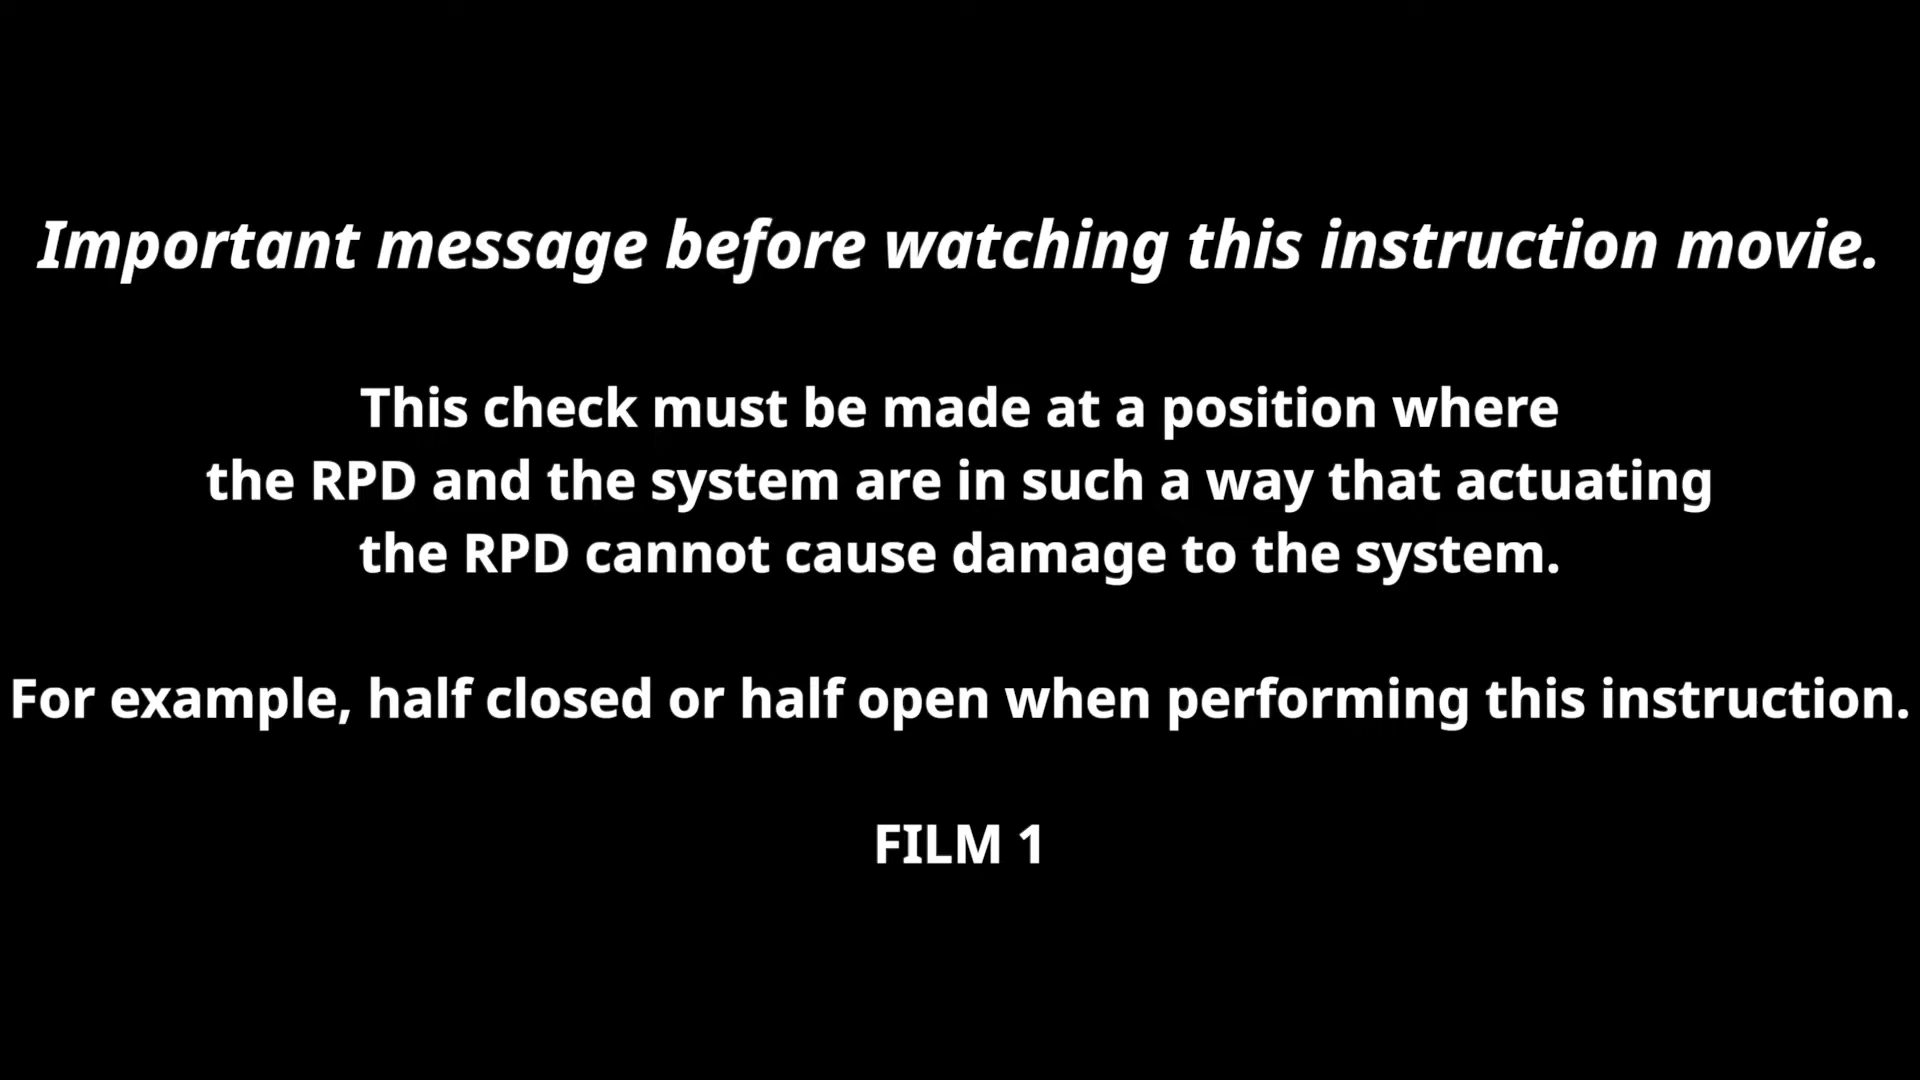 Important message before watching this instruction movie.
This check must be made at a position where
the RPD and the system are in such a way that actuating
the RPD cannot cause damage to the system.
For example, half closed or half open when performing this instruction.
FILM 1